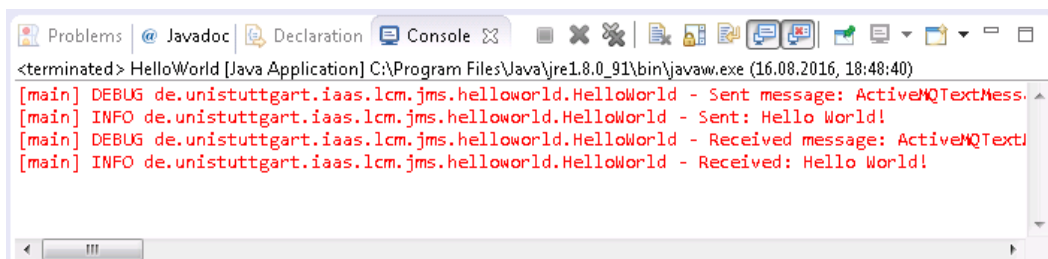 Problems @ Javadoc Declaration Console
<terminated> HelloWorld [Java Application] C:\Program Files\Java\jre1.8.0_91\bin\javaw.exe (16.08.2016, 18:48:40)
[main] DEBUG de.unistuttgart.iaas.lcm.jms.helloworld.HelloWorld - Sent message: ActiveMQTextMess
[main] INFO de.unistuttgart.iaas.lcm.jms.helloworld.HelloWorld - Sent: Hello World!
[main] DEBUG de.unistuttgart.iaas.lcm.jms.helloworld.HelloWorld - Received message: ActiveMQText
[main] INFO de.unistuttgart.iaas.lcm.jms.helloworld.HelloWorld - Received: Hello World!